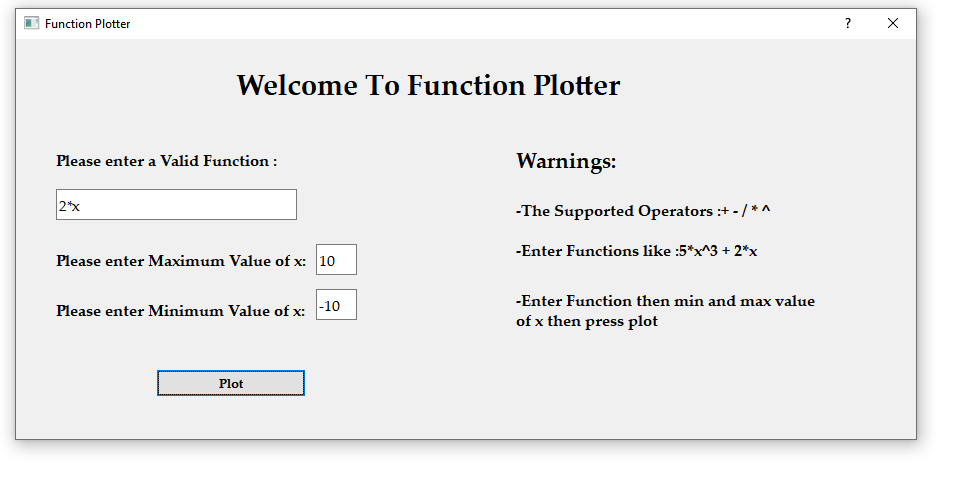 Function Plotter
?
Welcome To Function Plotter
Please enter a Valid Function :
2*x
Please enter Maximum Value of x: 10
Please enter Minimum Value of x: -10
Plot
Warnings:
-The Supported Operators :+ - / * ^
-Enter Functions like :5*x^3 + 2*x
-Enter Function then min and max value
of x then press plot